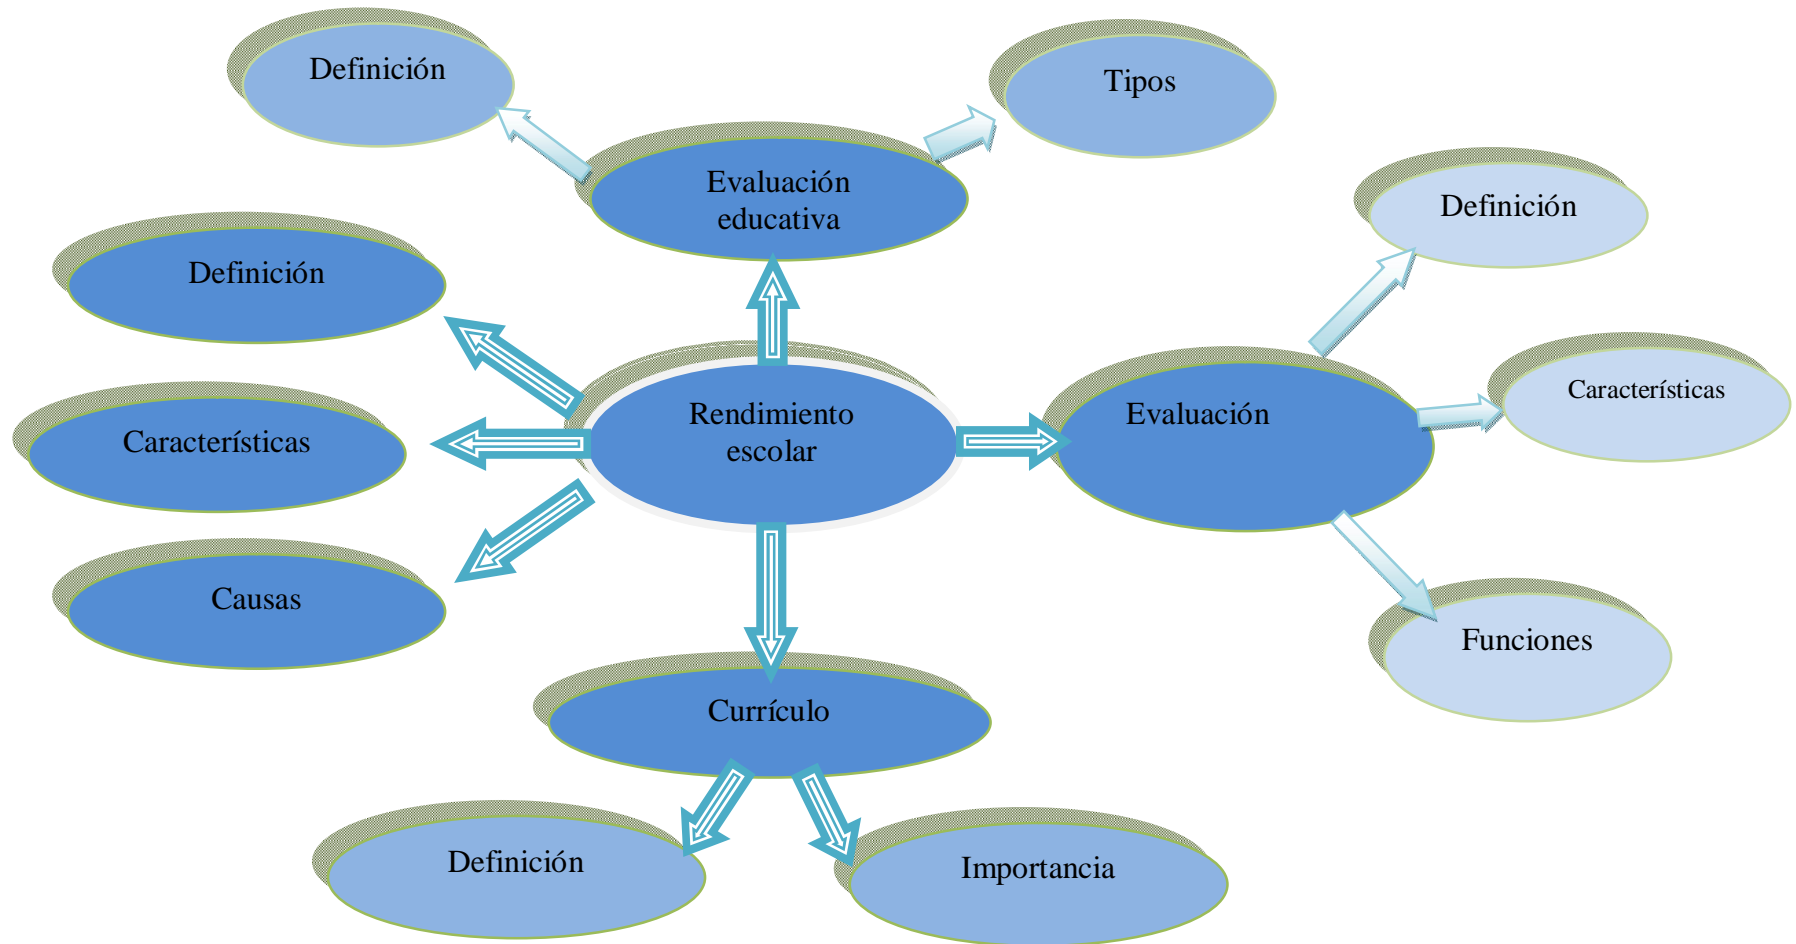 Definición
Tipos
Evaluación
educativa
Definición
Definición
Características
Rendimiento
escolar
Evaluación
Características
Causas
Funciones
Currículo
Definición
Importancia